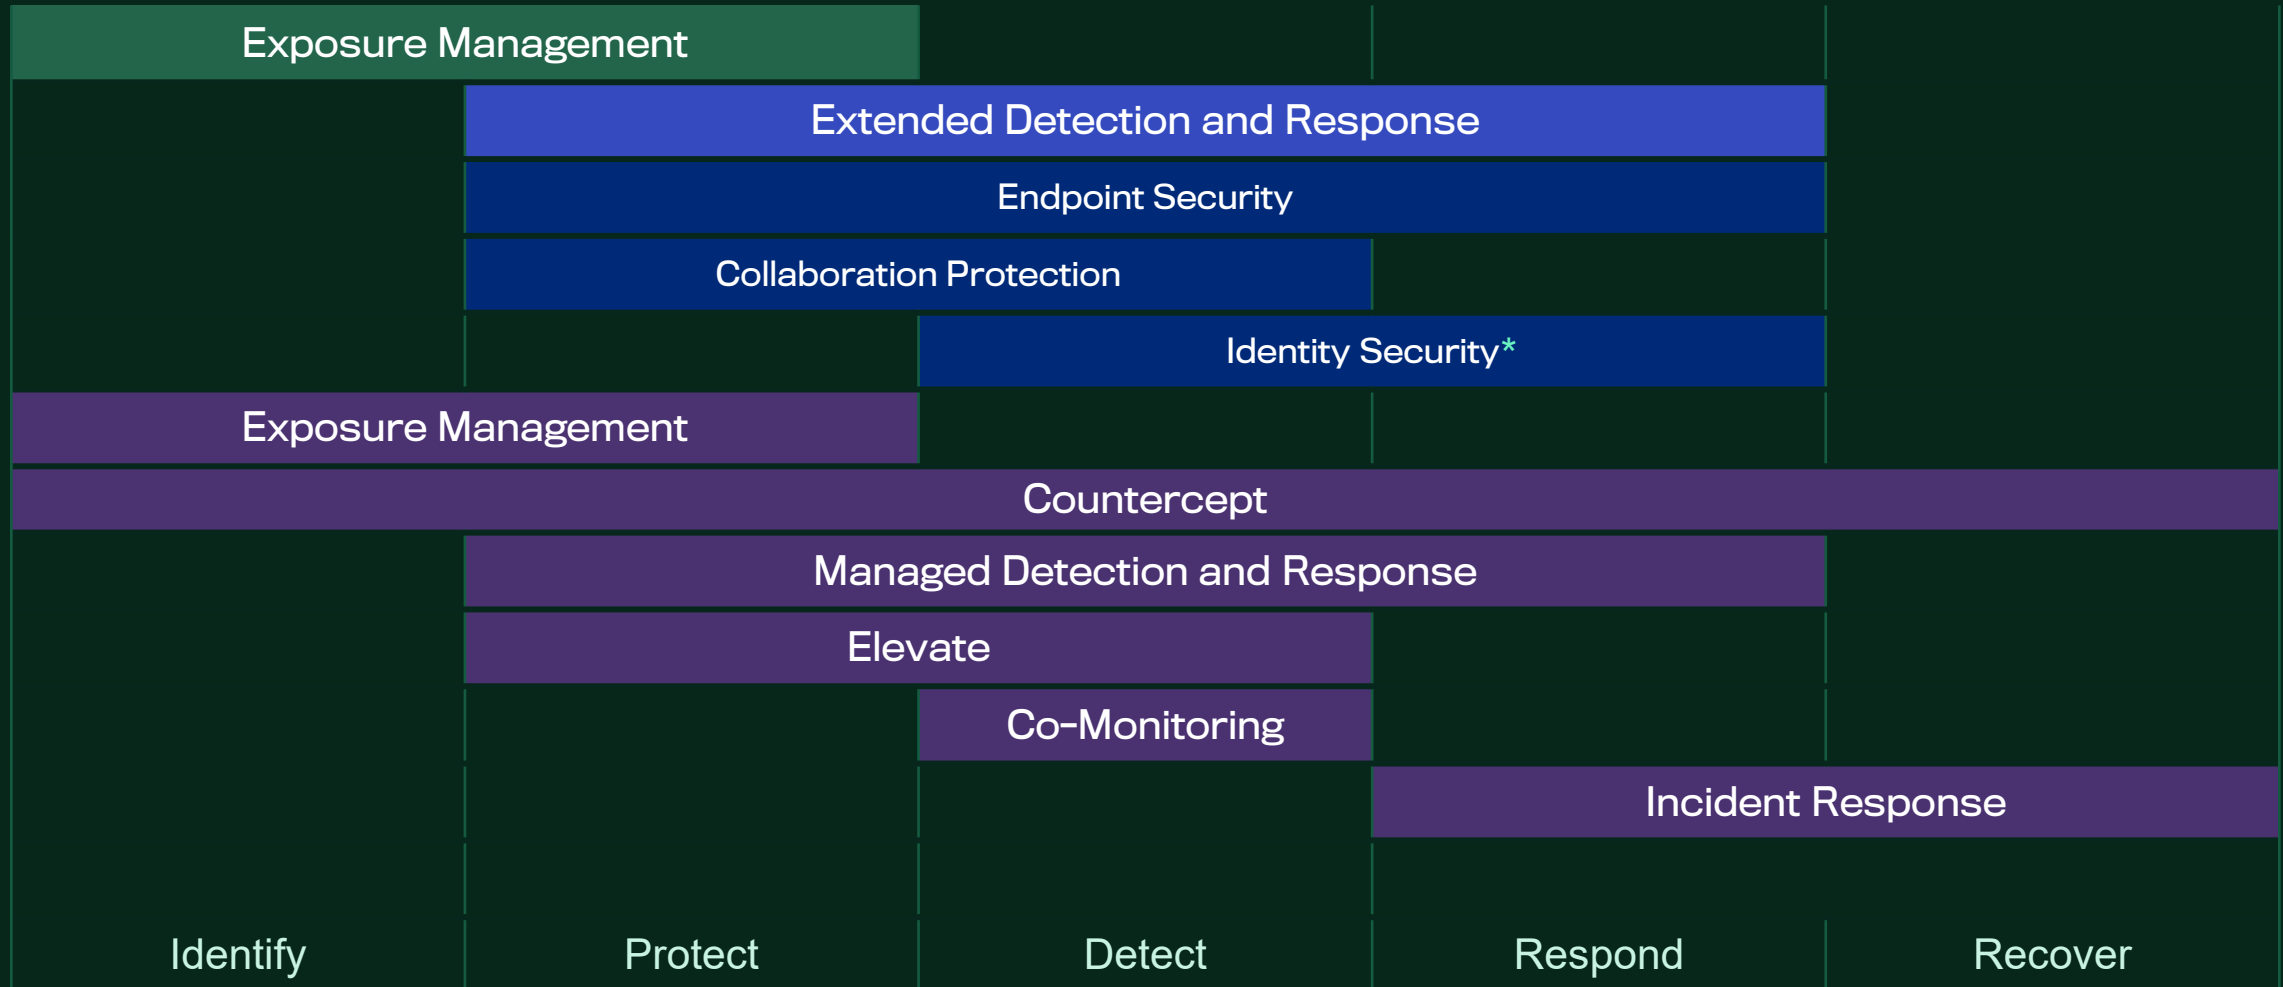 Exposure Management
Extended Detection and Response
Endpoint Security
Collaboration Protection
Identity Security*
Exposure Management
Countercept
Managed Detection and Response
Elevate
Co-Monitoring
Incident Response
Identify Protect Detect Respond Recover